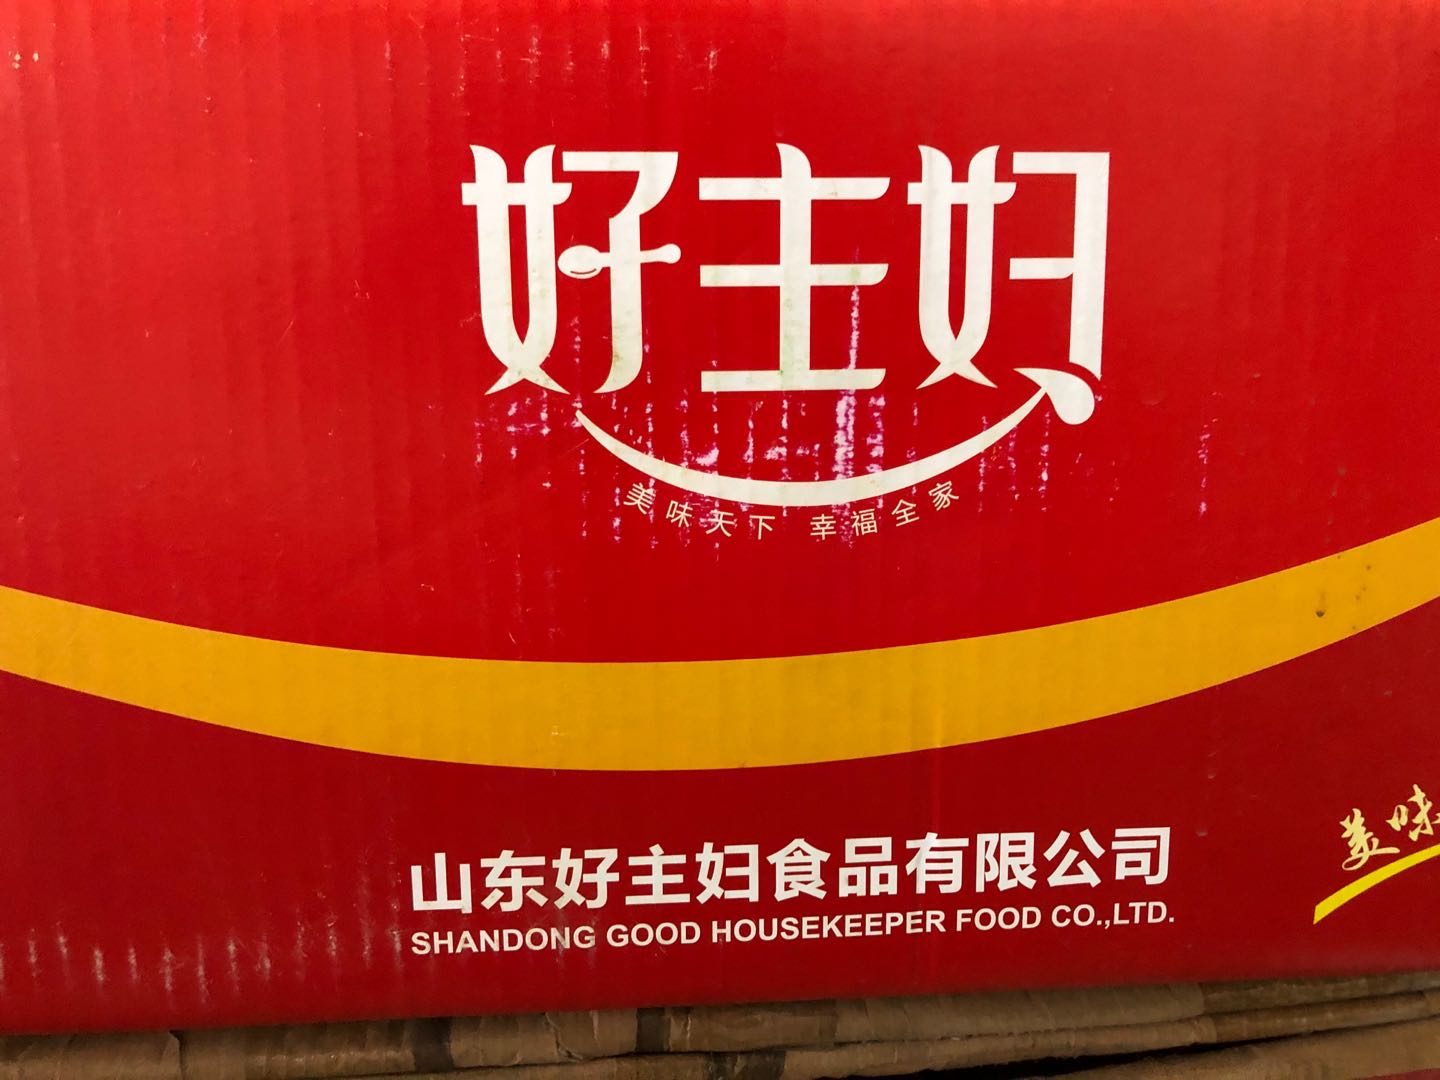 好主妇
美味天下 幸福全家
山东好主妇食品有限公司
SHANDONG GOOD HOUSEKEEPER FOOD CO.,LTD.
美味